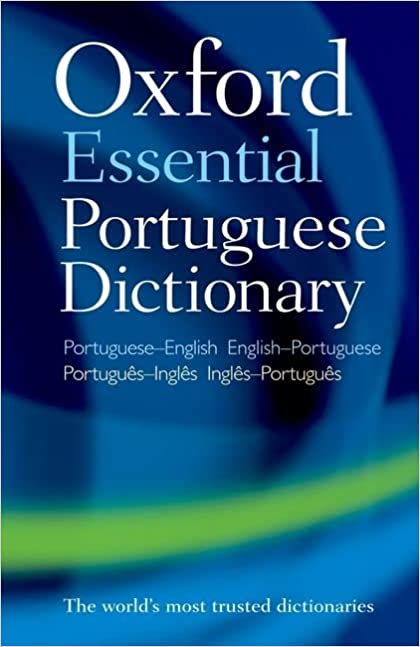 Oxford
Essential
Portuguese
Dictionary
Portuguese–English English–Portuguese
Português–Inglês Inglês–Português
The world's most trusted dictionaries